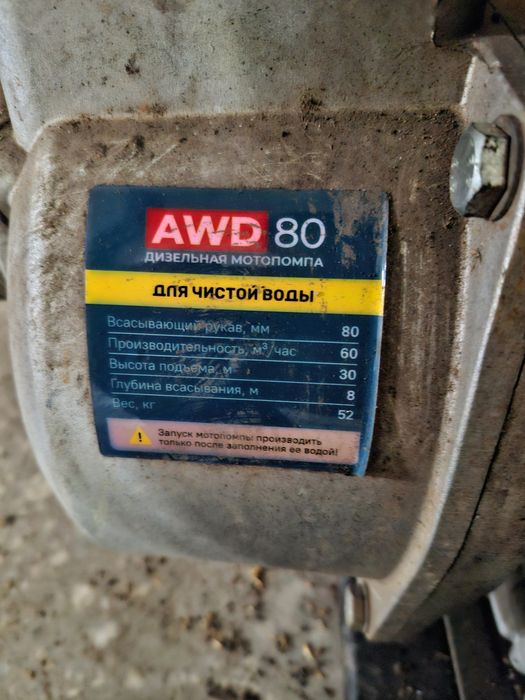 AWD 80
ДИЗЕЛЬНАЯ МОТОПОМПА
ДЛЯ ЧИСТОЙ ВОДЫ
Всасывающий рукав, мм 80
Производительность, м³/час 60
Высота подъема, м 30
Глубина всасывания, м 8
Вес, кг 52
Запуск мотопомпы производить
только после заполнения ее водой!